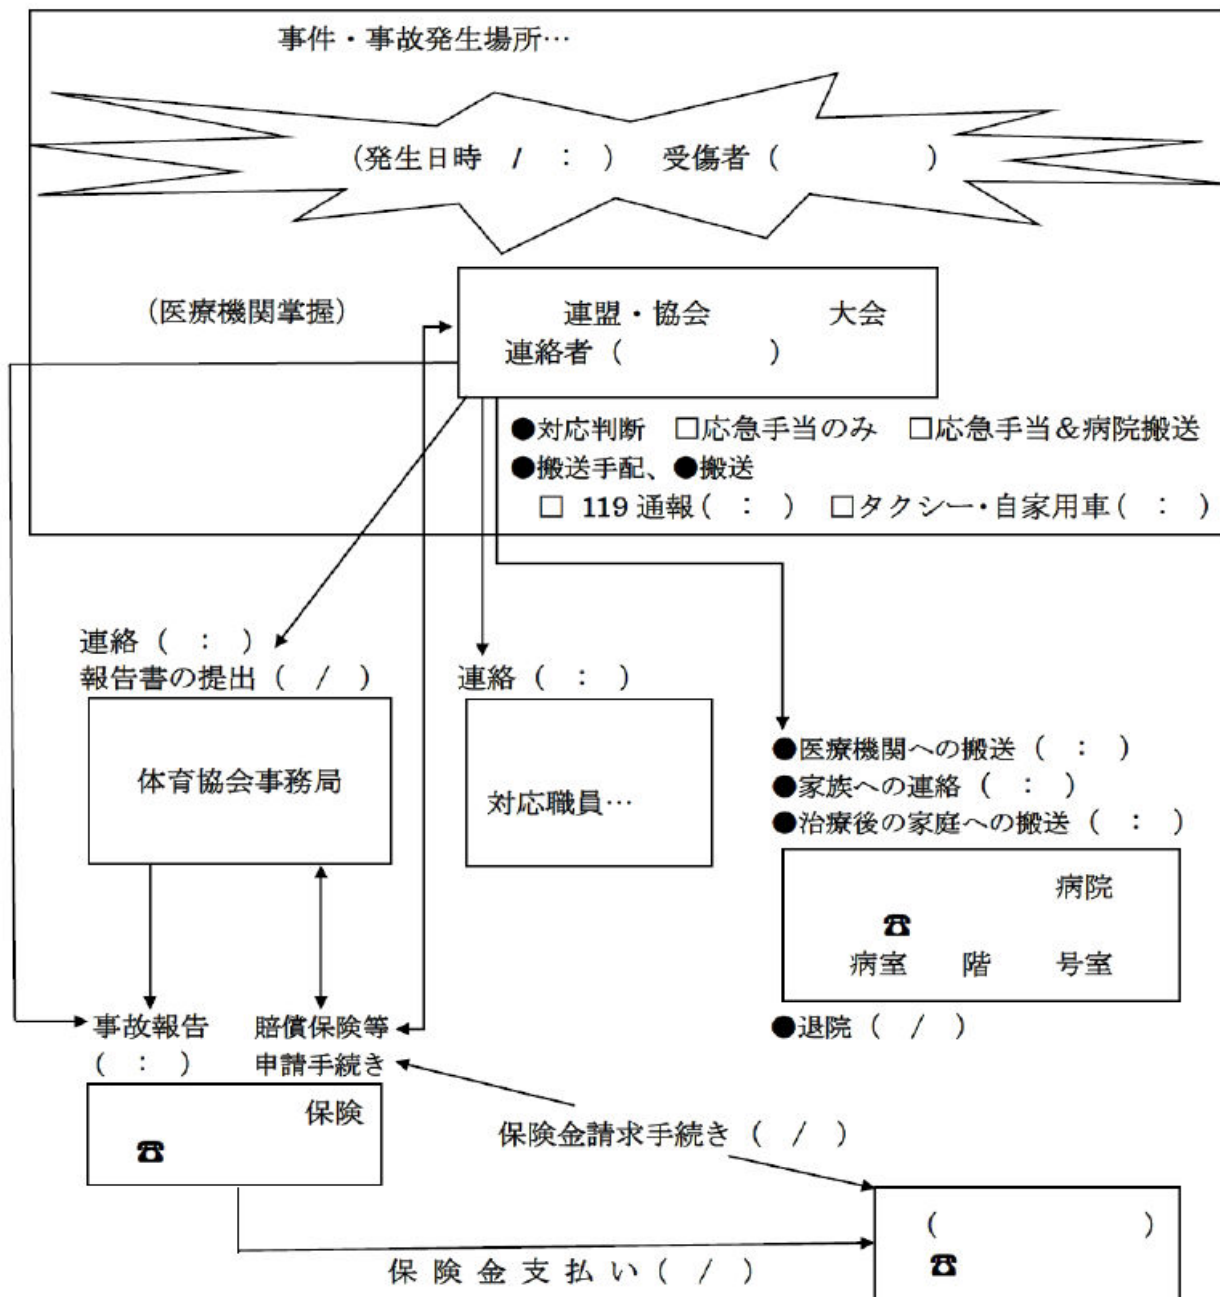 事件・事故発生場所…
(発生日時 / : ) 受傷者 ( )
(医療機関掌握)
連盟・協会 大会
連絡者 ( )
●対応判断 □応急手当のみ □応急手当&病院搬送
●搬送手配、●搬送
□ 119 通報 ( : ) □タクシー・自家用車 ( : )
連絡 ( : )
報告書の提出 ( / )
体育協会事務局
連絡 ( : )
対応職員…
●医療機関への搬送 ( : )
●家族への連絡 ( : )
●治療後の家庭への搬送 ( : )
病院
☎
病室 階 号室
●退院 ( / )
事故報告
( : )
賠償保険等
申請手続き
保険
☎
保険金請求手続き ( / )
( )
☎
保険金支払い ( / )